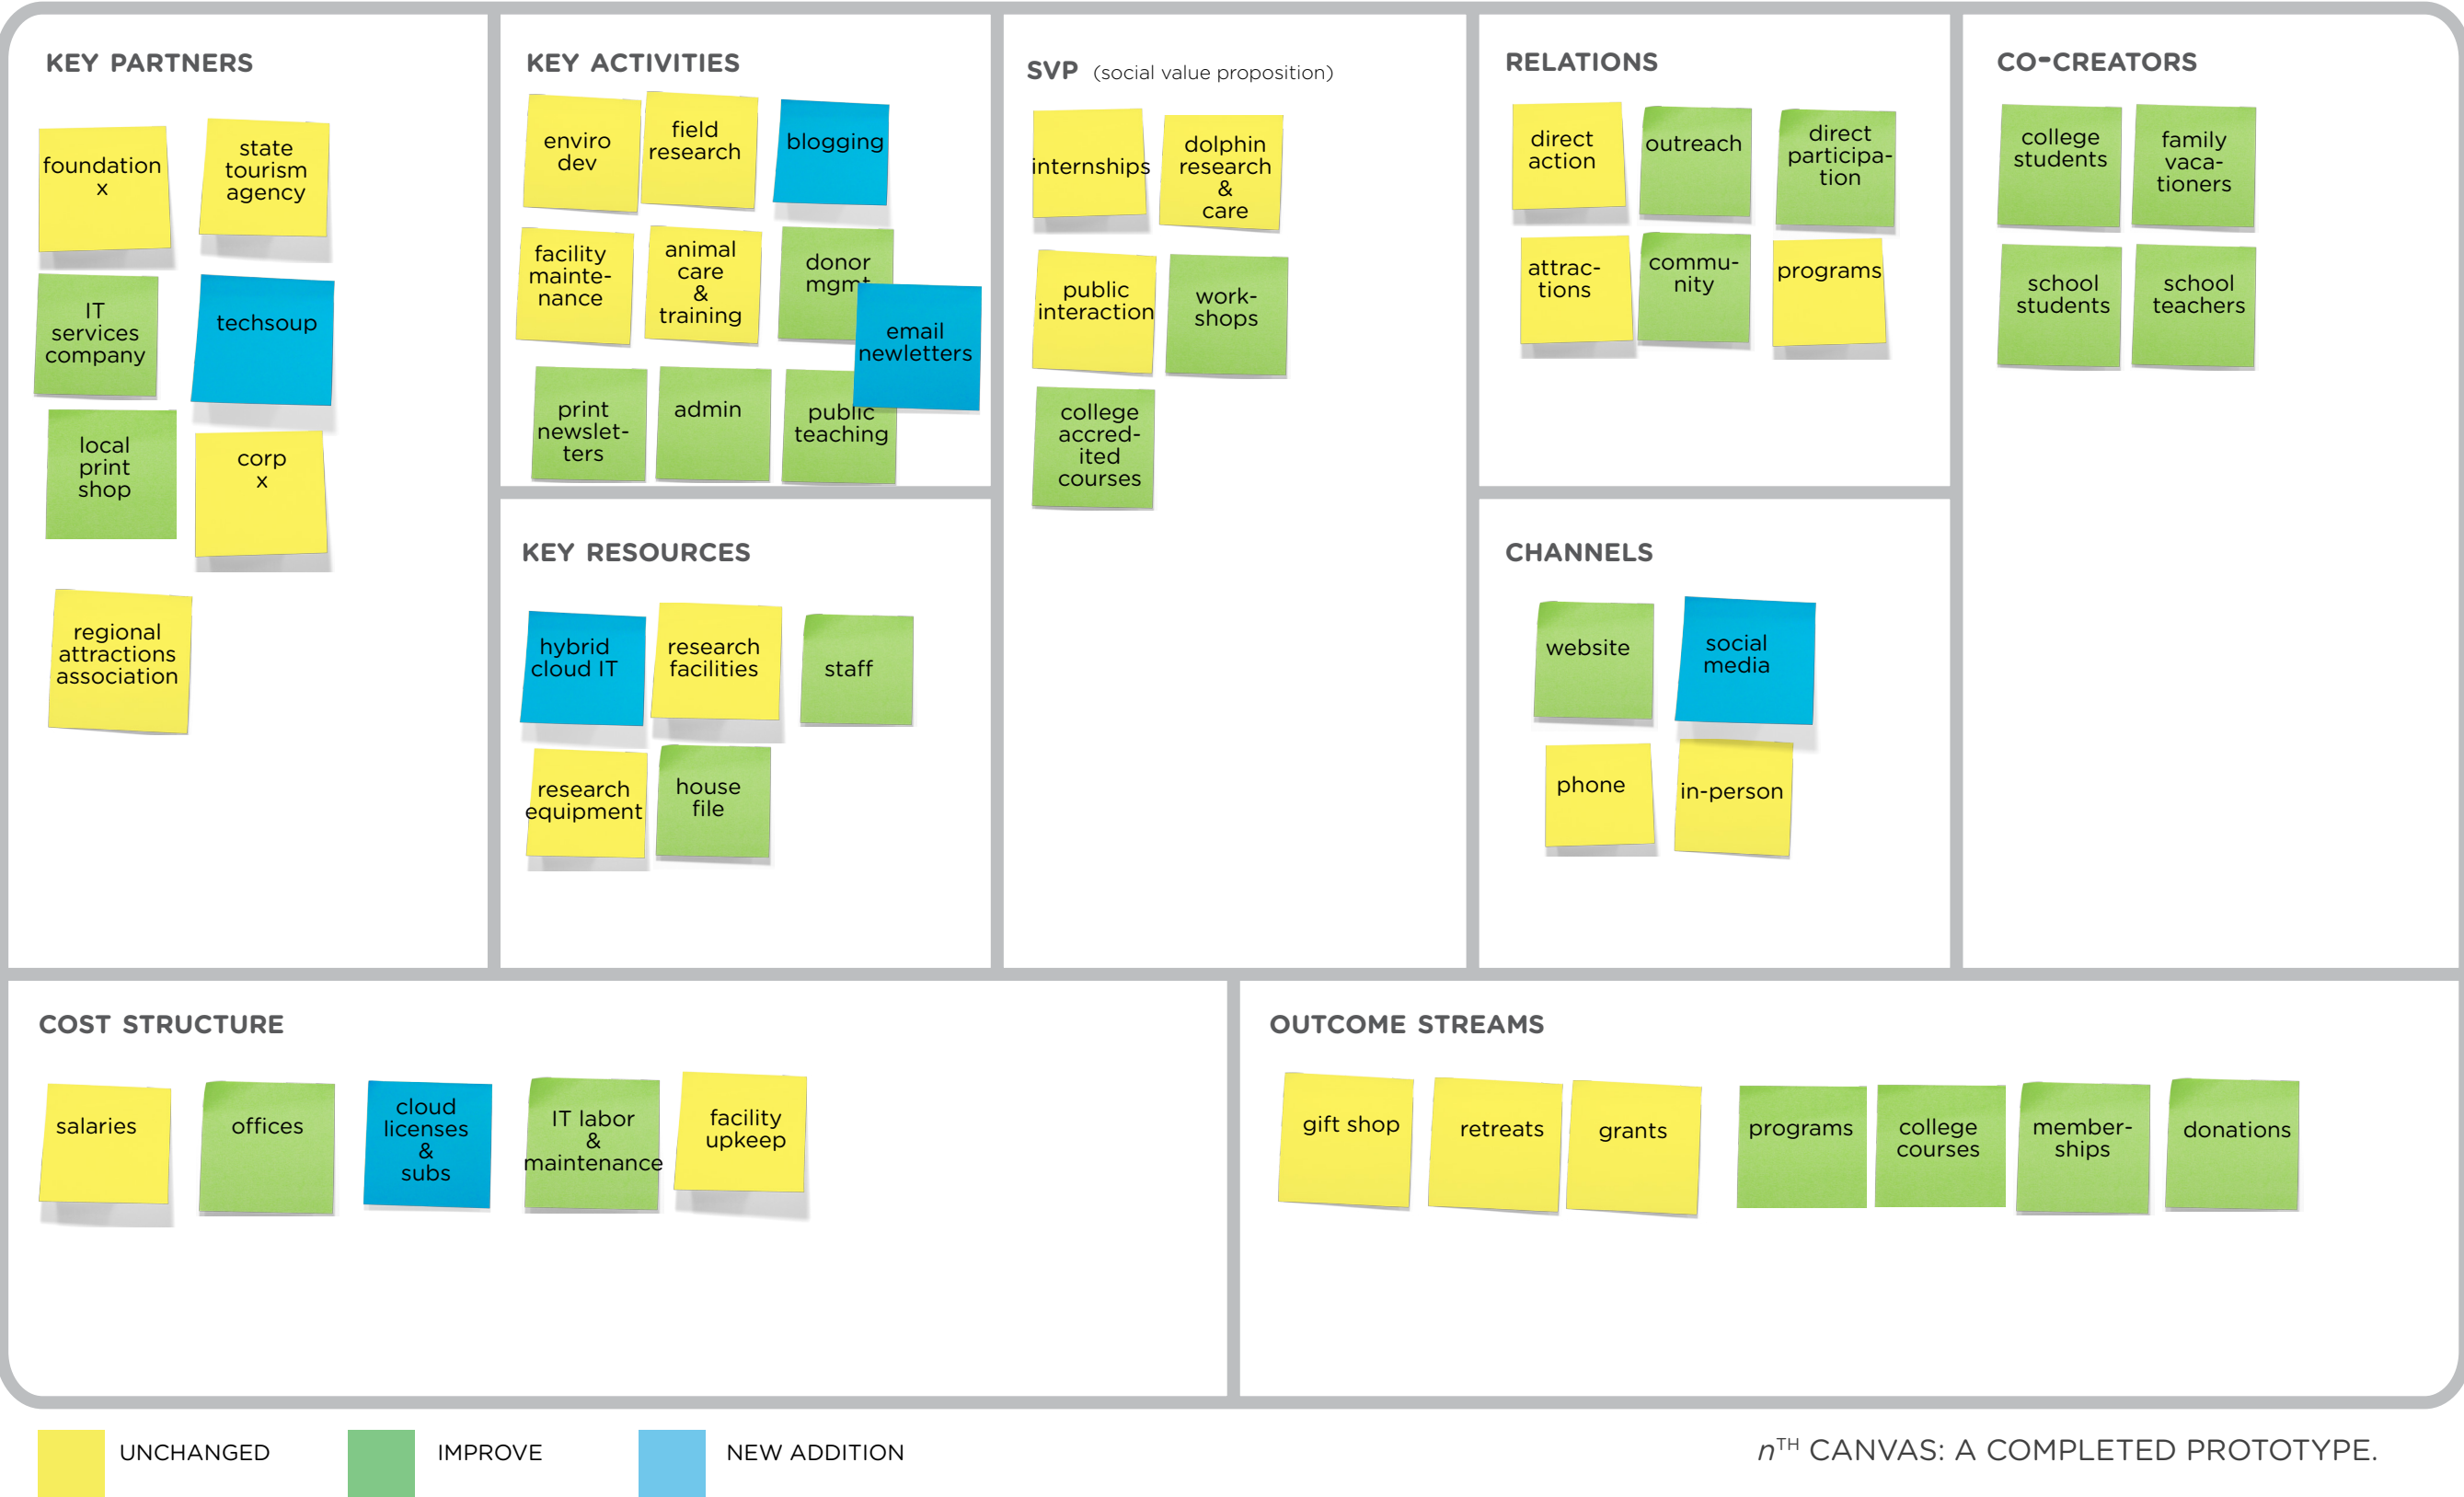 KEY PARTNERS
foundation
x
state
tourism
agency
IT
services
company
techsoup
local
print
shop
corp
x
regional
attractions
association
KEY ACTIVITIES
enviro
dev
field
research
blogging
facility
mainte-
nance
animal
care
&
training
donor
mgmt
email
newletters
print
newslet-
ters
admin
public
teaching
KEY RESOURCES
hybrid
cloud IT
research
facilities
staff
research
equipment
house
file
SVP (social value proposition)
internships
dolphin
research
&
care
public
interaction
work-
shops
college
accred-
ited
courses
RELATIONS
direct
action
outreach
direct
participa-
tion
attrac-
tions
commu-
nity
programs
CHANNELS
website
social
media
phone
in-person
CO-CREATORS
college
students
family
vaca-
tioners
school
students
school
teachers
COST STRUCTURE
salaries
offices
cloud
licenses
&
subs
IT labor
&
maintenance
facility
upkeep
OUTCOME STREAMS
gift shop
retreats
grants
programs
college
courses
member-
ships
donations
UNCHANGED
IMPROVE
NEW ADDITION
nTH CANVAS: A COMPLETED PROTOTYPE.